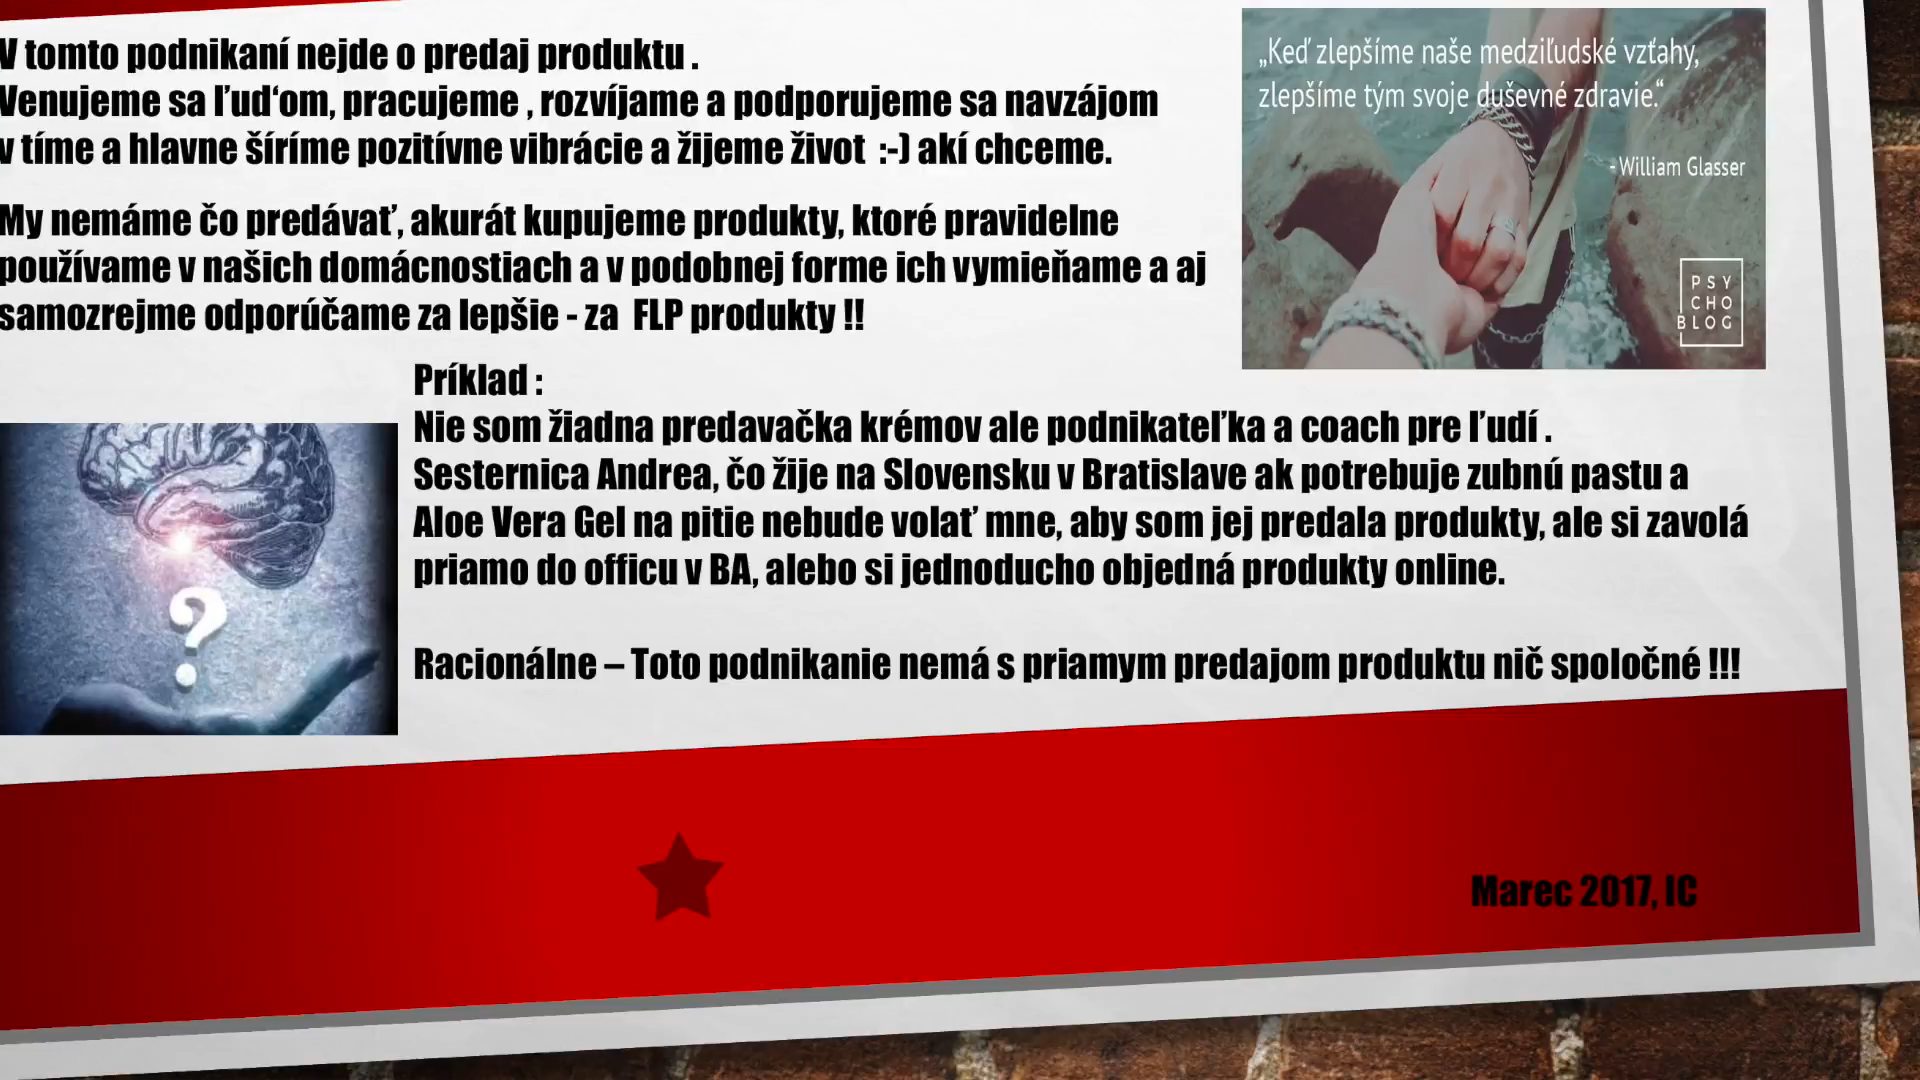 V tomto podnikaní nejde o predaj produktu .
Venujeme sa ľud‘om, pracujeme , rozvíjame a podporujeme sa navzájom
v tíme a hlavne šíríme pozitívne vibrácie a žijeme život :-) akí chceme.
My nemáme čo predávať, akurát kupujeme produkty, ktoré pravidelne
používame v našich domácnostiach a v podobnej forme ich vymieňame a aj
samozrejme odporúčame za lepšie - za FLP produkty !!
„Keď zlepšíme naše medziľudské vzťahy,
zlepšíme tým svoje duševné zdravie.“
- William Glasser
PSY
CHO
BLOG
Príklad :
Nie som žiadna predavačka krémov ale podnikateľka a coach pre ľudí .
Sesternica Andrea, čo žije na Slovensku v Bratislave ak potrebuje zubnú pastu a
Aloe Vera Gel na pitie nebude volať mne, aby som jej predala produkty, ale si zavolá
priamo do officu v BA, alebo si jednoducho objedná produkty online.
Racionálne – Toto podnikanie nemá s priamym predajom produktu nič spoločné !!!
Marec 2017, IC